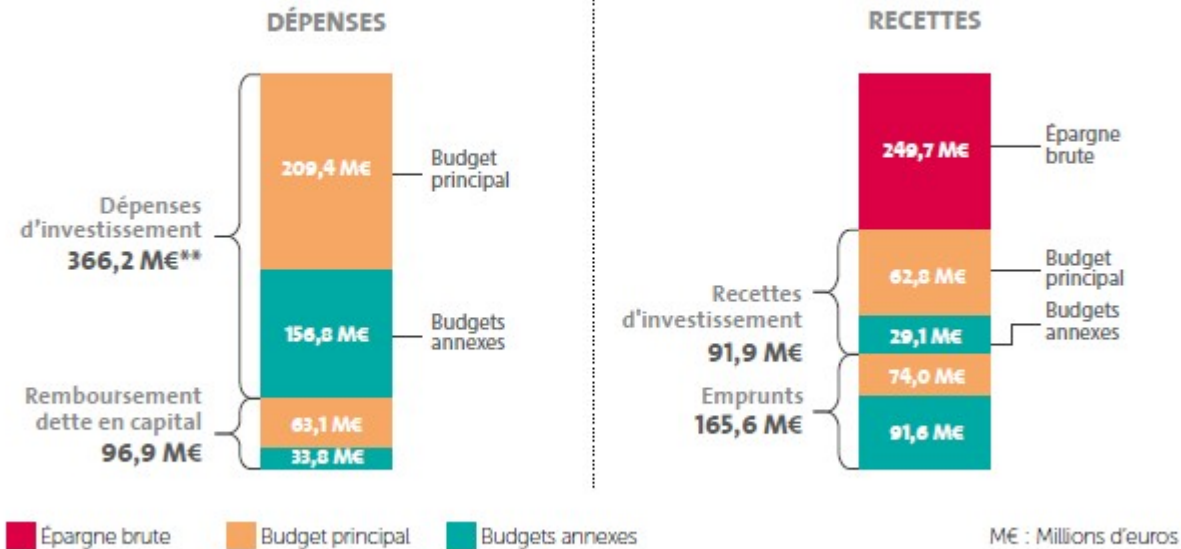 DÉPENSES
209,4 M€
Budget
principal
Dépenses
d'investissement
366,2 M€**
156,8 M€
Budgets
annexes
Remboursement
dette en capital
96,9 M€
63,1 M€
33,8 M€
RECETTES
249,7 M€
Épargne
brute
62,8 M€
Budget
principal
Recettes
d'investissement
91,9 M€
29,1 M€
Budgets
annexes
Emprunts
165,6 M€
74,0 M€
91,6 M€
Épargne brute
Budget principal
Budgets annexes
M€ : Millions d'euros